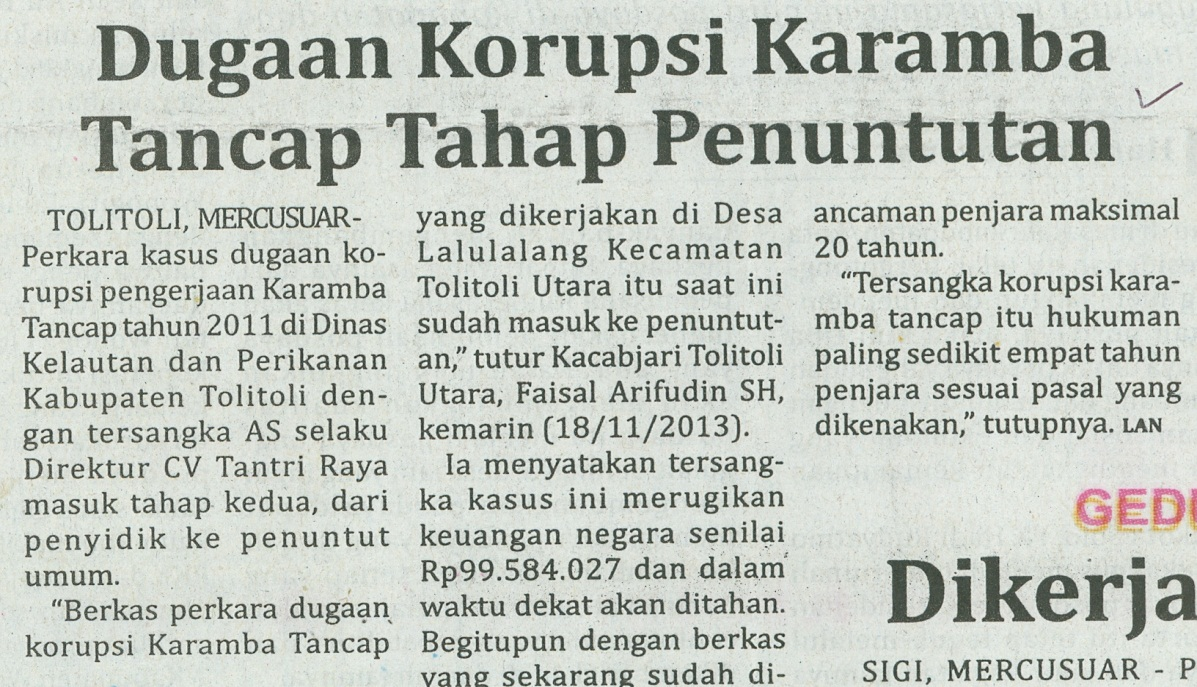 Dugaan Korupsi Karamba
Tancap Tahap Penuntutan
TOLITOLI, MERCUSUAR-
Perkara kasus dugaan ko-
rupsi pengerjaan Karamba
Tancap tahun 2011 di Dinas
Kelautan dan Perikanan
Kabupaten Tolitoli den-
gan tersangka AS selaku
Direktur CV Tantri Raya
masuk tahap kedua, dari
penyidik ke penuntut
umum.
“Berkas perkara dugaan
korupsi Karamba Tancap
yang dikerjakan di Desa
Lalulalang Kecamatan
Tolitoli Utara itu saat ini
sudah masuk ke penuntut-
an,” tutur Kacabjari Tolitoli
Utara, Faisal Arifudin SH,
kemarin (18/11/2013).
Ia menyatakan tersang-
ka kasus ini merugikan
keuangan negara senilai
Rp99.584.027 dan dalam
waktu dekat akan ditahan.
Begitupun dengan berkas
yang sekarang sudah di-
ancaman penjara maksimal
20 tahun.
“Tersangka korupsi kara-
mba tancap itu hukuman
paling sedikit empat tahun
penjara sesuai pasal yang
dikenakan,” tutupnya. LAN
GEDU
Dikerja
SIGI, MERCUSUAR - P